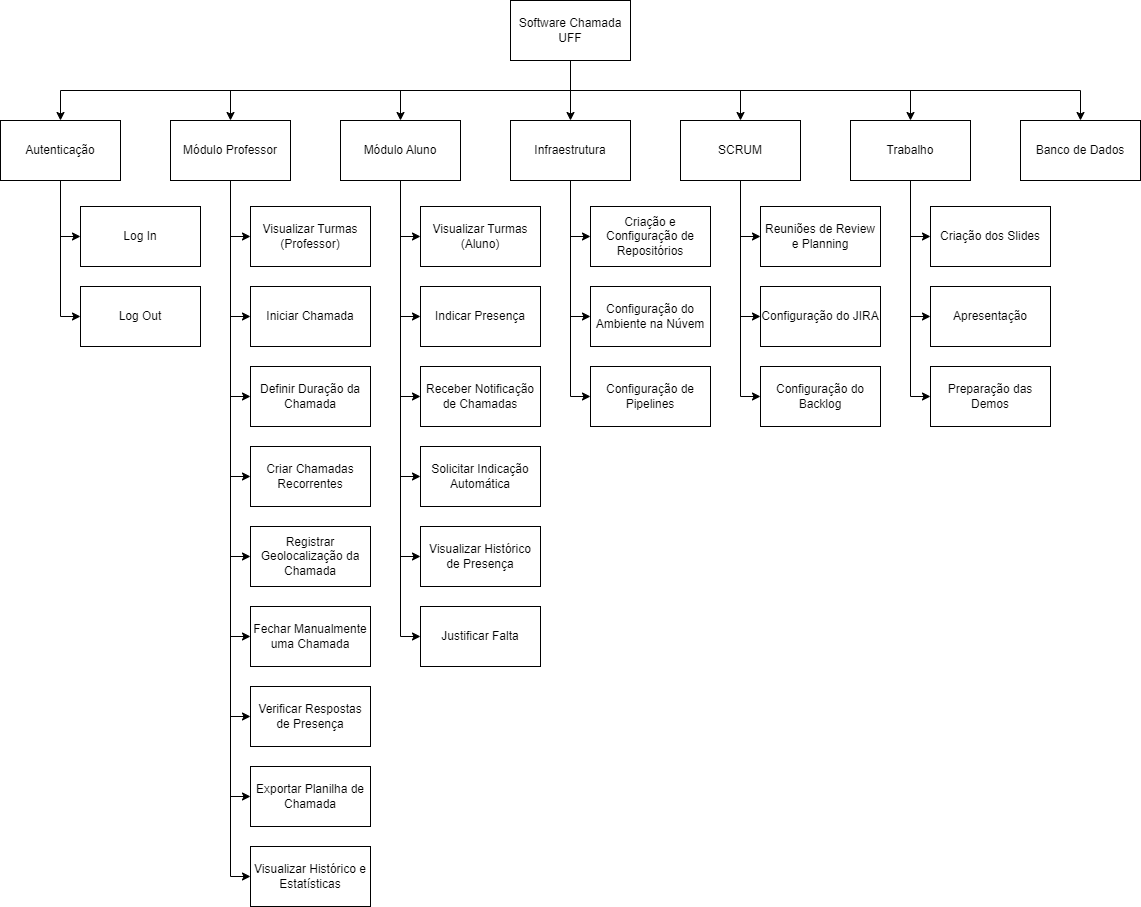 Software Chamada
UFF
Autenticação
Módulo Professor
Módulo Aluno
Infraestrutura
SCRUM
Trabalho
Banco de Dados
Log In
Log Out
Visualizar Turmas
(Professor)
Iniciar Chamada
Definir Duração da
Chamada
Criar Chamadas
Recorrentes
Registrar
Geolocalização da
Chamada
Fechar Manualmente
uma Chamada
Verificar Respostas
de Presença
Exportar Planilha de
Chamada
Visualizar Histórico e
Estatísticas
Visualizar Turmas
(Aluno)
Indicar Presença
Receber Notificação
de Chamadas
Solicitar Indicação
Automática
Visualizar Histórico
de Presença
Justificar Falta
Criação e
Configuração de
Repositórios
Configuração do
Ambiente na Núvem
Configuração de
Pipelines
Reuniões de Review
e Planning
Configuração do JIRA
Configuração do
Backlog
Criação dos Slides
Apresentação
Preparação das
Demos